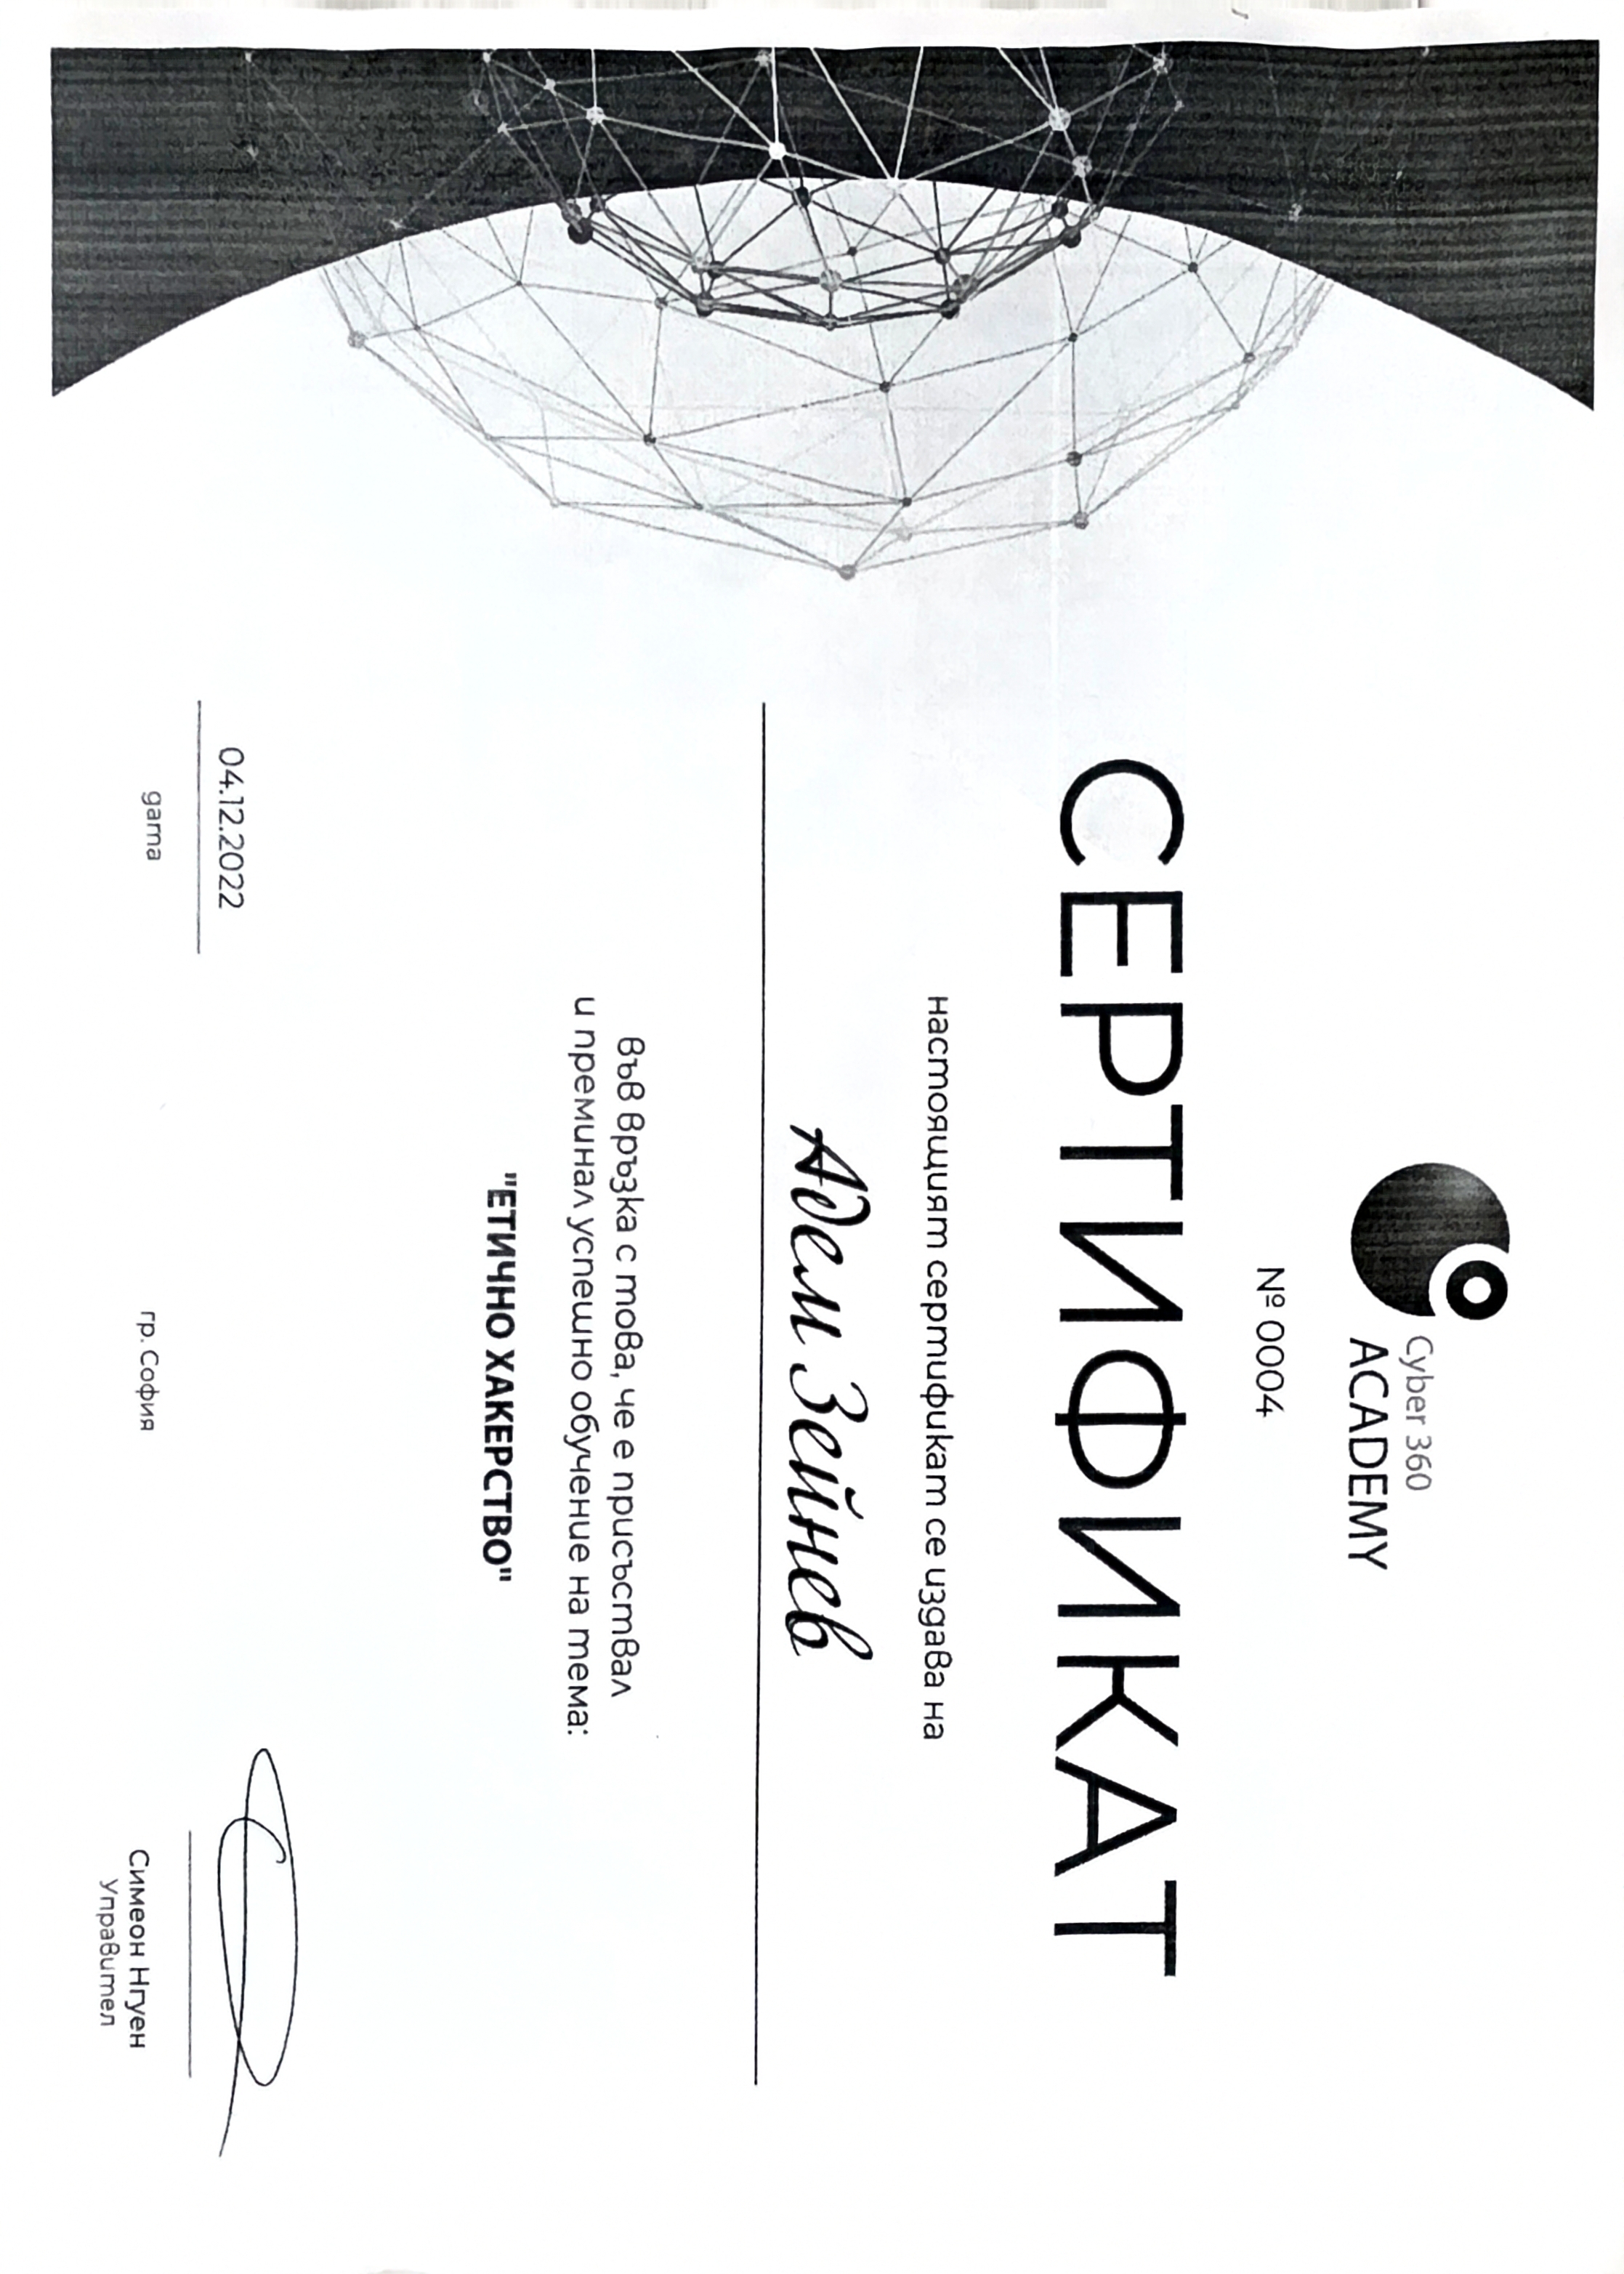 Cyber 360
ACADEMY
№ 0004
СЕРТИФИКАТ
настоящият сертификат се издава на
Адем Зейнев
във връзка с това, че е присъствал
и преминал успешно обучение на тема:
"ЕТИЧНО ХАКЕРСТВО"
04.12.2022
дата
гр. София
Симеон Нгуен
Управител